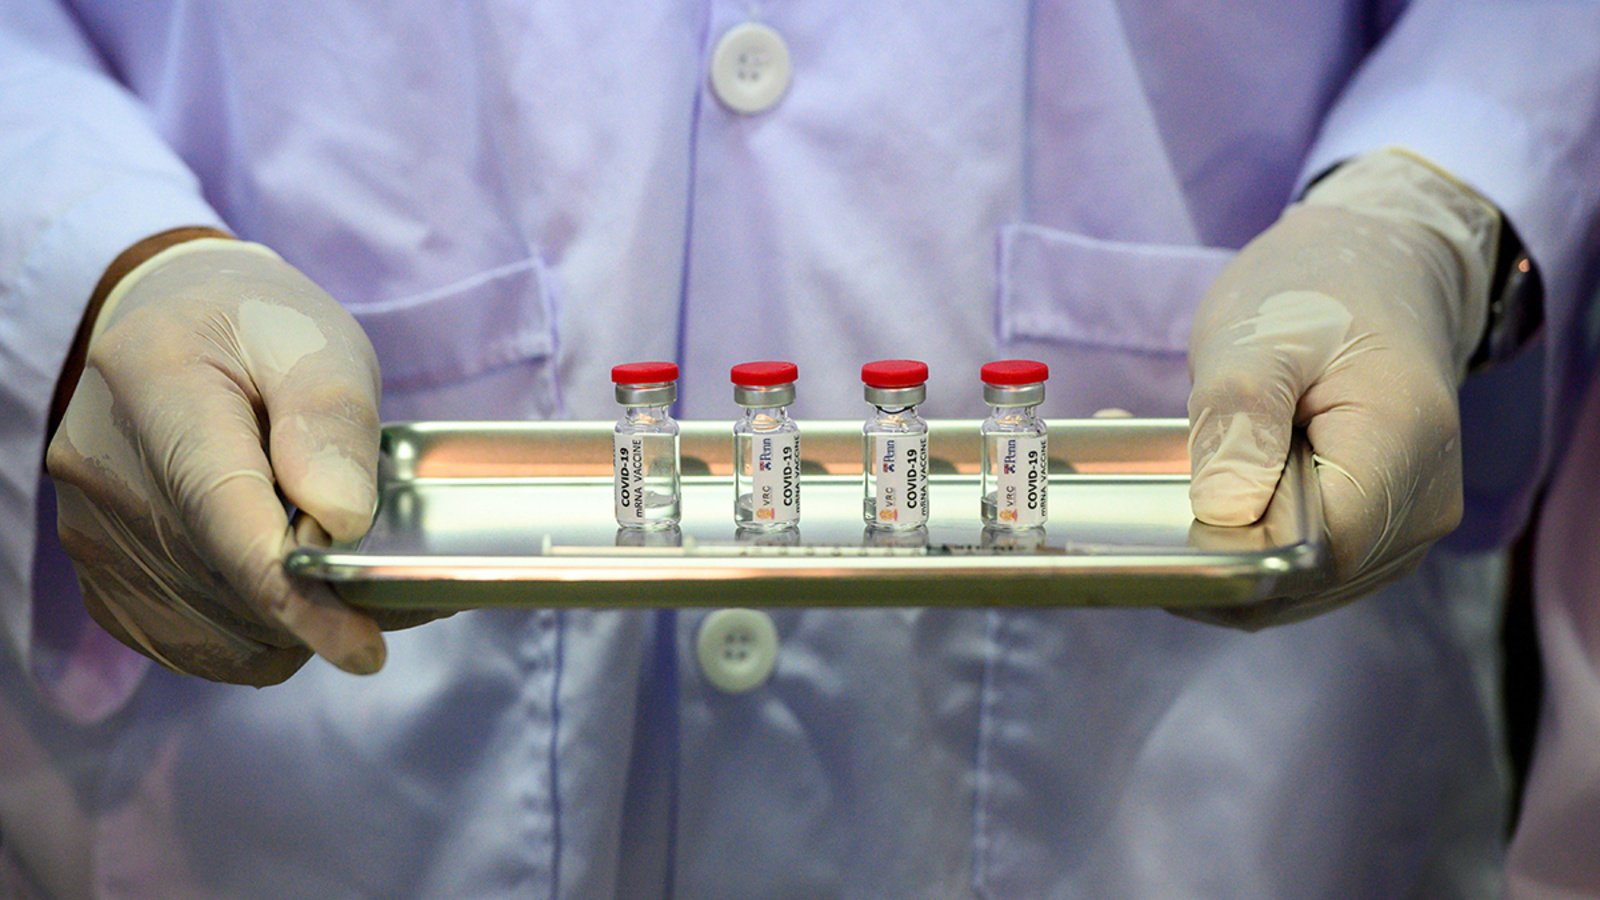 COVID-19
mRNA VACCINE
Penn
VRC
COVID-19
mRNA VACCINE
Penn
VRC
COVID-19
mRNA VACCINE
Penn
VRC
COVID-19
mRNA VACCINE